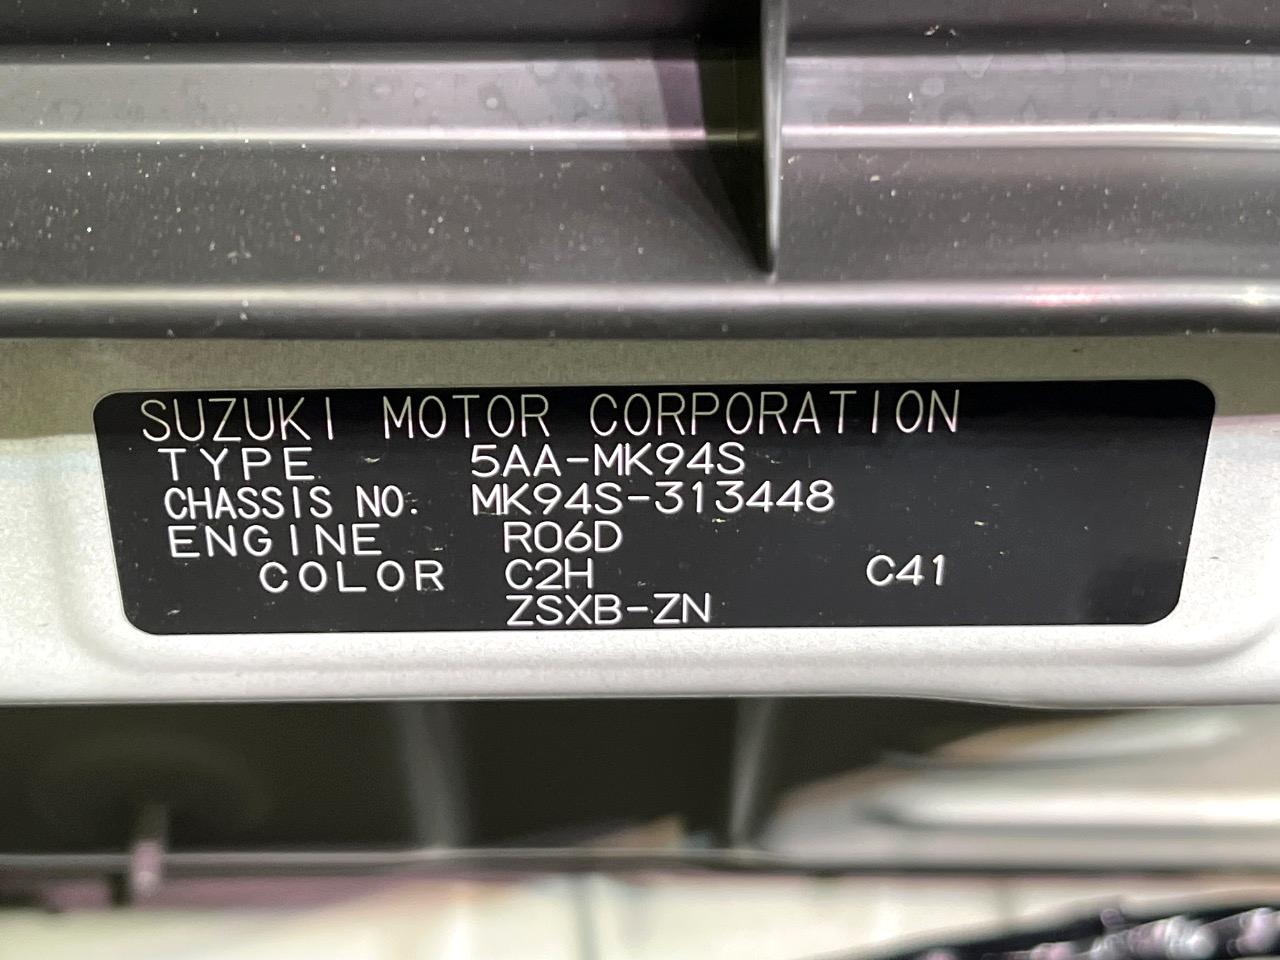 SUZUKI MOTOR CORPORATION
TYPE 5AA-MK94S
CHASSIS NO. MK94S-313448
ENGINE R06D
COLOR C2H C41
ZSXB-ZN